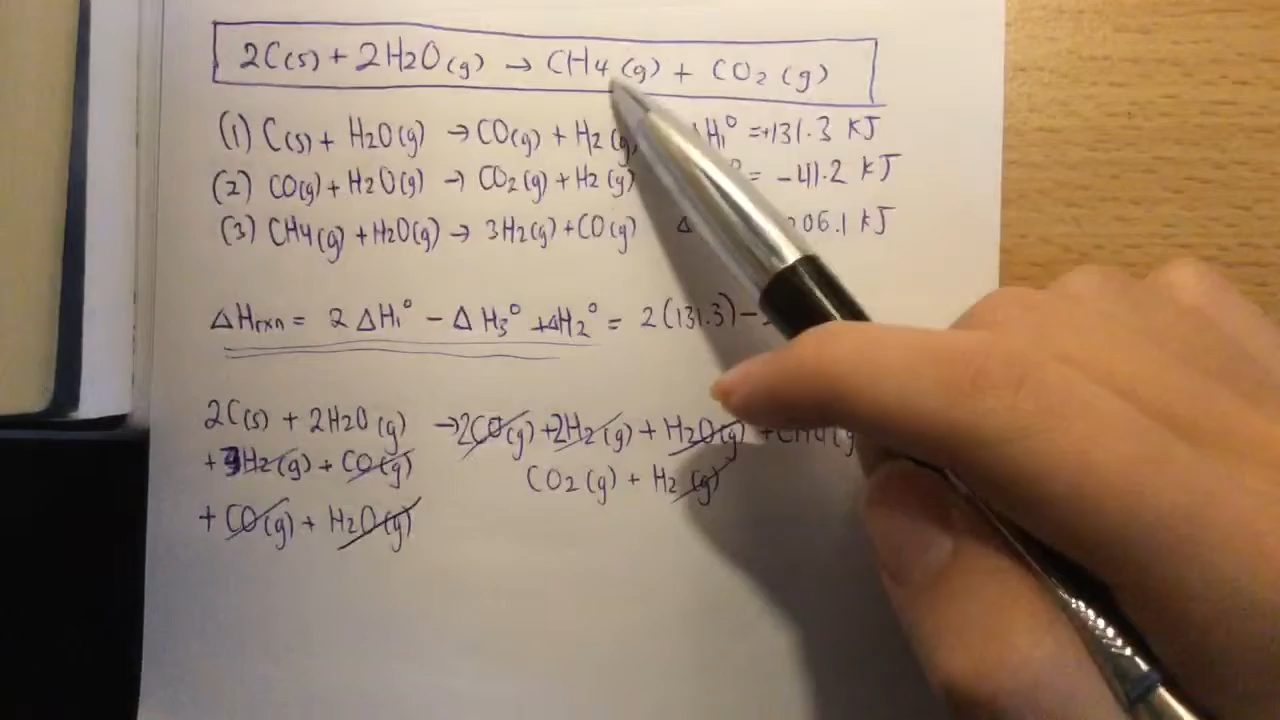 2C(s) + 2H2O(g) → CH4(g) + CO2(g)
(1) C(s) + H2O(g) → CO(g) + H2(g) ΔH1° = +131.3 KJ
(2) CO(g) + H2O(g) → CO2(g) + H2(g) ° = -41.2 KJ
(3) CH4(g) + H2O(g) → 3H2(g) + CO(g) Δ 06.1 KJ
ΔHrxn = 2ΔH1° - ΔH3° + ΔH2° = 2(131.3) -
2C(s) + 2H2O(g) → 2CO(g) + 2H2(g) + H2O(g) + CH4(g
+ 3H2(g) + CO(g) CO2(g) + H2(g)
+ CO(g) + H2O(g)